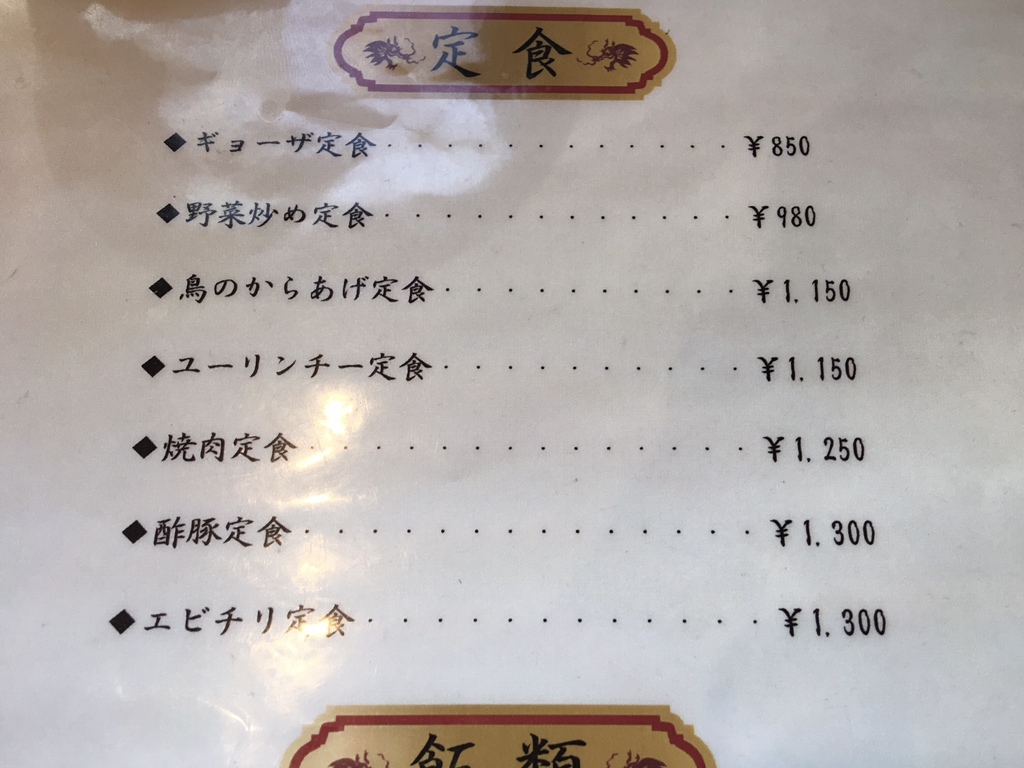 定食
◆ギョーザ定食・・・・・・・・・・・・・¥850
◆野菜炒め定食・・・・・・・・・・・・・¥980
◆鳥のからあげ定食・・・・・・・・・・・¥1,150
◆ユーリンチー定食・・・・・・・・・・・¥1,150
◆焼肉定食・・・・・・・・・・・・・・¥1,250
◆酢豚定食・・・・・・・・・・・・・・¥1,300
◆エビチリ定食・・・・・・・・・・・・¥1,300
飯類